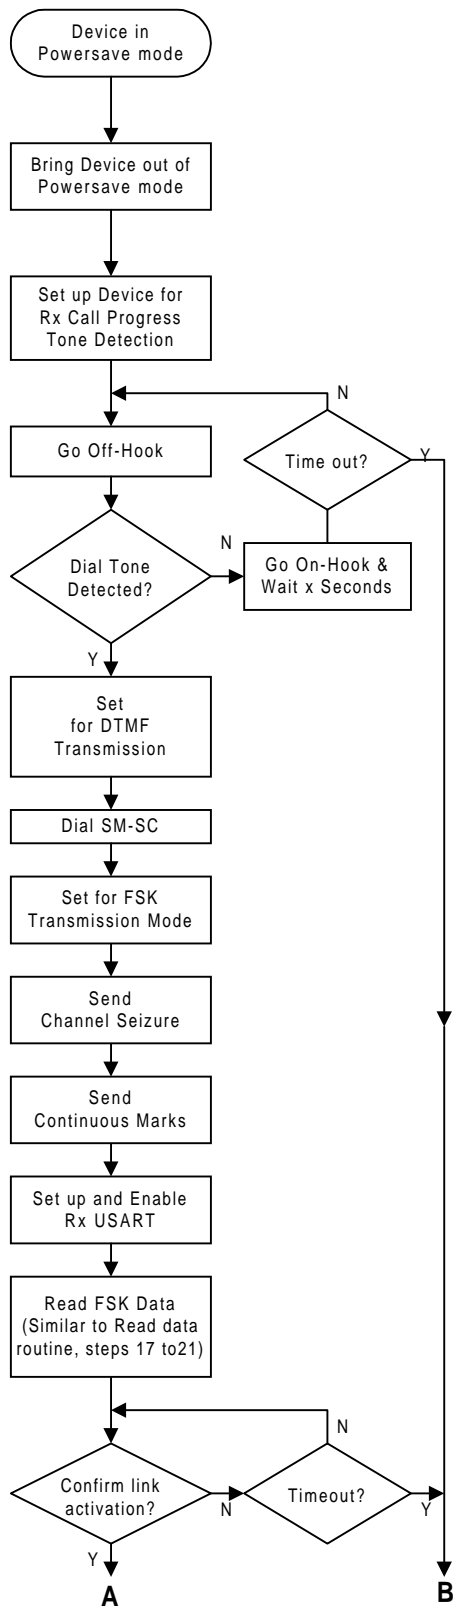 Device in
Powersave mode
Bring Device out of
Powersave mode
Set up Device for
Rx Call Progress
Tone Detection
N
Go Off-Hook
Time out?
Y
Dial Tone
Detected?
N
Go On-Hook &
Wait x Seconds
Y
Set
for DTMF
Transmission
Dial SM-SC
Set for FSK
Transmission Mode
Send
Channel Seizure
Send
Continuous Marks
Set up and Enable
Rx USART
Read FSK Data
(Similar to Read data
routine, steps 17 to21)
N
Confirm link
activation?
N
Timeout?
Y
Y
A
B